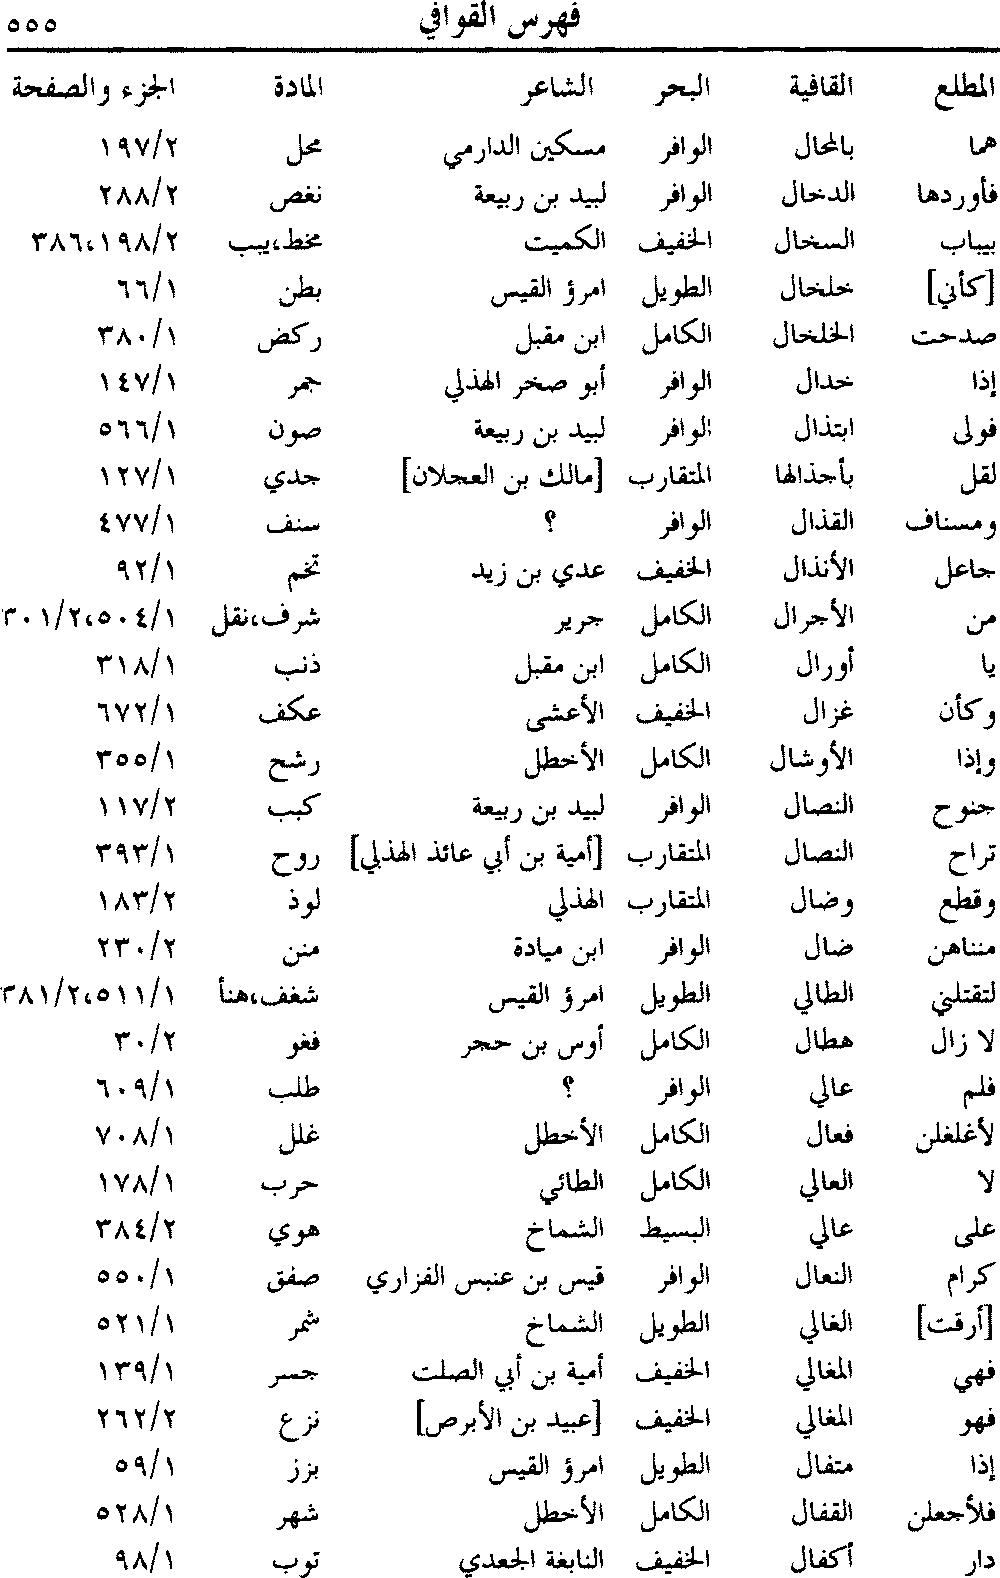 فهرس القوافي ٥٥٥
المطلع القافية البحر الشاعر المادة الجزء والصفحة
هما بالمحال الوافر مسكين الدارمي محل ١٩٧/٢
فأوردها الدخال الوافر لبيد بن ربيعة نغص ٢٨٨/٢
بيباب السخال الخفيف الكميت مخط،يبب ٣٨٦،١٩٨/٢
[كأني] خلخال الطويل امرؤ القيس بطن ٦٦/١
صدحت الخلخال الكامل ابن مقبل ركض ٣٨٠/١
إذا خدال الوافر أبو صخر الهذلي جمر ١٤٧/١
فولى ابتذال الوافر لبيد بن ربيعة صون ٥٦٦/١
لقل بأجذالها المتقارب [مالك بن العجلان] جدي ١٢٧/١
ومسناف القذال الوافر ؟ سنف ٤٧٧/١
جاعل الأنذال الخفيف عدي بن زيد تخم ٩٢/١
من الأجرال الكامل جرير شرف،نقل ٣٠١/٢،٥٠٤/١
يا أورال الكامل ابن مقبل ذنب ٣١٨/١
وكأن غزال الخفيف الأعشى عكف ٦٧٢/١
وإذا الأوشال الكامل الأخطل رشح ٣٥٥/١
جنوح النصال الوافر لبيد بن ربيعة كبب ١١٧/٢
تراح النصال المتقارب [أمية بن أبي عائذ الهذلي] روح ٣٩٣/١
وقطع وضال المتقارب الهذلي لوذ ١٨٣/٢
مناهن ضال الوافر ابن ميادة منن ٢٣٠/٢
لتقتلني الطالي الطويل امرؤ القيس شغف،هنأ ٣٨١/٢،٥١١/١
لا زال هطال الكامل أوس بن حجر فغو ٣٠/٢
فلم عالي الوافر ؟ طلب ٦٠٩/١
لأغلغلن فعال الكامل الأخطل غلل ٧٠٨/١
لا العالي الكامل الطائي حرب ١٧٨/١
على عالي البسيط الشماخ هوي ٣٨٤/٢
كرام النعال الوافر قيس بن عنبس الفزاري صفق ٥٥٠/١
[أرقت] الغالي الطويل الشماخ شمر ٥٢١/١
فهي المغالي الخفيف أمية بن أبي الصلت جسر ١٣٩/١
فهو المغالي الخفيف [عبيد بن الأبرص] نزع ٢٦٢/٢
إذا متفال الطويل امرؤ القيس بزز ٥٩/١
فلأجعلن القفال الكامل الأخطل شهر ٥٢٨/١
دار أكفال الخفيف النابغة الجعدي توب ٩٨/١